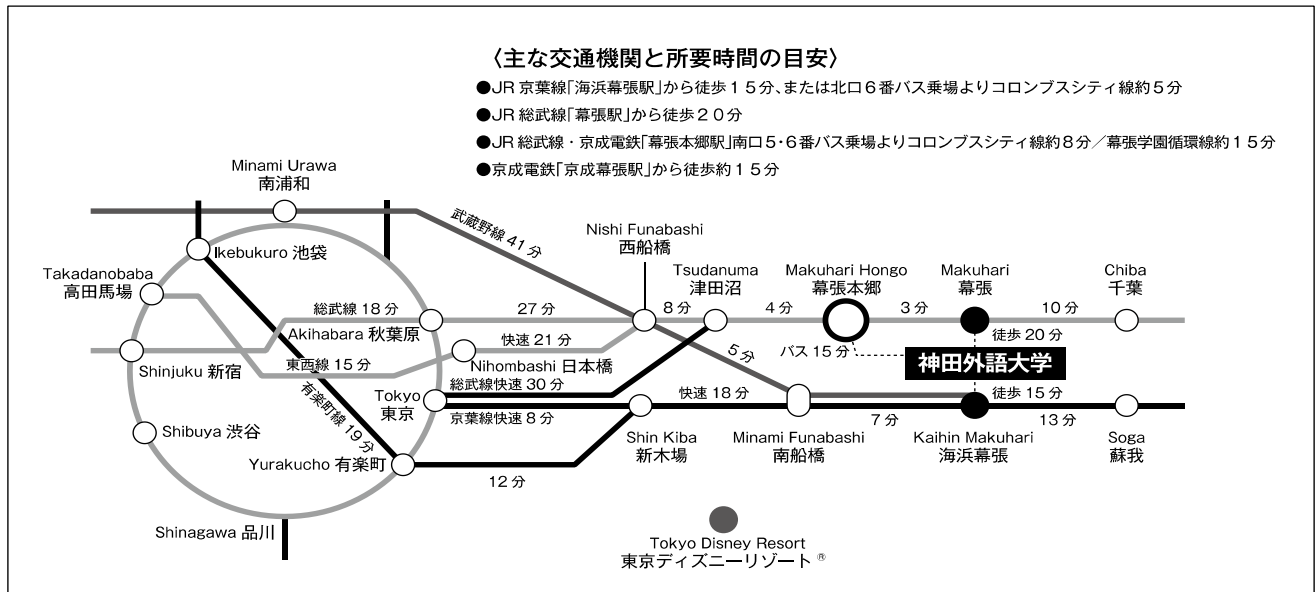 〈主な交通機関と所要時間の目安〉
●JR 京葉線「海浜幕張駅」から徒歩１５分、または北口６番バス乗場よりコロンブスシティ線約５分
●JR 総武線「幕張駅」から徒歩２０分
●JR 総武線・京成電鉄「幕張本郷駅」南口５・６番バス乗場よりコロンブスシティ線約８分／幕張学園循環線約１５分
●京成電鉄「京成幕張駅」から徒歩約１５分
Minami Urawa
南浦和
武蔵野線 41 分
Nishi Funabashi
西船橋
Ikebukuro 池袋
Takadanobaba
高田馬場
Tsudanuma
津田沼
Makuhari Hongo
幕張本郷
Makuhari
幕張
Chiba
千葉
総武線 18 分
27 分
8 分
4 分
3 分
10 分
Akihabara 秋葉原
快速 21 分
徒歩 20 分
バス 15 分
神田外語大学
Shinjuku 新宿
東西線 15 分
Nihombashi 日本橋
5 分
有楽町線 19 分
Tokyo
東京
総武線快速 30 分
快速 18 分
徒歩 15 分
京葉線快速 8 分
7 分
13 分
Shibuya 渋谷
Shin Kiba
新木場
Minami Funabashi
南船橋
Kaihin Makuhari
海浜幕張
Soga
蘇我
Yurakucho 有楽町
12 分
Shinagawa 品川
Tokyo Disney Resort
東京ディズニーリゾート ®